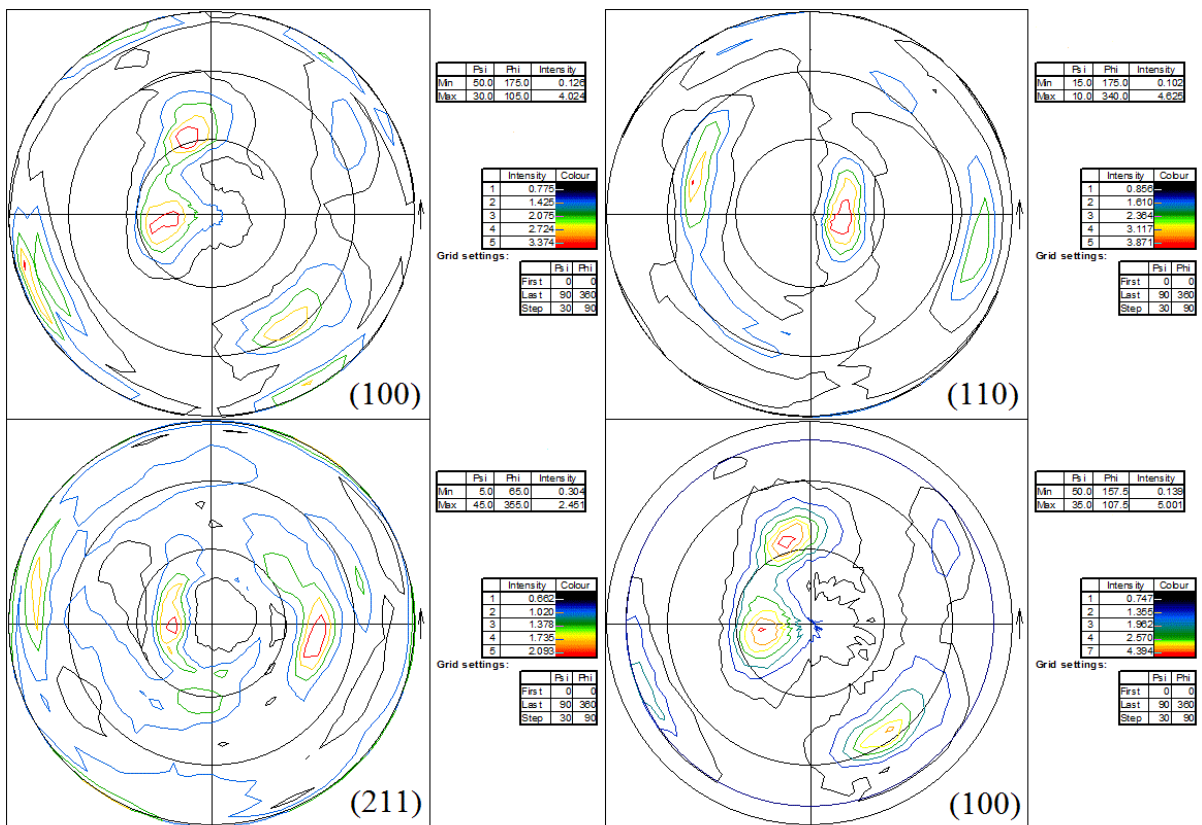 Psi Phi Intensity
Min 50.0 175.0 0.126
Max 30.0 105.0 4.024
Intensity Colour
1 0.775
2 1.425
3 2.075
4 2.724
5 3.374
Grid settings:
Psi Phi
First 0 0
Last 90 360
Step 30 90
(100)
Psi Phi Intensity
Min 15.0 175.0 0.102
Max 10.0 340.0 4.625
Intensity Colour
1 0.856
2 1.610
3 2.364
4 3.117
5 3.871
Grid settings:
Psi Phi
First 0 0
Last 90 360
Step 30 90
(110)
Psi Phi Intensity
Min 5.0 65.0 0.304
Max 45.0 355.0 2.451
Intensity Colour
1 0.662
2 1.020
3 1.378
4 1.735
5 2.093
Grid settings:
Psi Phi
First 0 0
Last 90 360
Step 30 90
(211)
Psi Phi Intensity
Min 50.0 157.5 0.139
Max 35.0 107.5 5.001
Intensity Colour
1 0.747
2 1.355
3 1.962
4 2.570
7 4.394
Grid settings:
Psi Phi
First 0 0
Last 90 360
Step 30 90
(100)